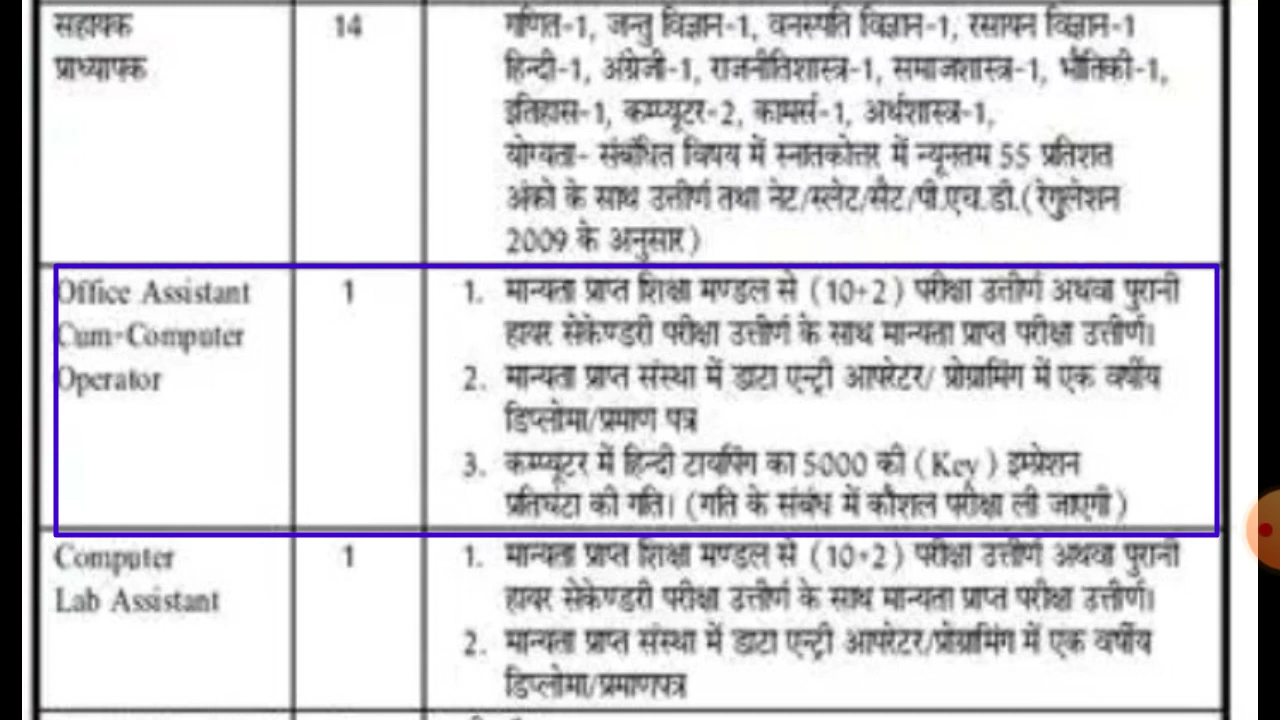 सहायक 14 गणित-1, जन्तु विज्ञान-1, वनस्पति विज्ञान-1, रसायन विज्ञान-1
प्राध्यापक हिन्दी-1, अंग्रेजी-1, राजनीतिशास्त्र-1, समाजशास्त्र-1, भौतिकी-1,
इतिहास-1, कम्प्यूटर-2, कामर्स-1, अर्थशास्त्र-1,
योग्यता- संबंधित विषय में स्नातकोत्तर में न्यूनतम 55 प्रतिशत
अंको के साथ उत्तीर्ण तथा नेट/स्लेट/सेट/पी.एच.डी.(रेगुलेशन
2009 के अनुसार)
Office Assistant 1 1. मान्यता प्राप्त शिक्षा मण्डल से (10+2) परीक्षा उत्तीर्ण अथवा पुरानी
Cum-Computer हायर सेकेण्डरी परीक्षा उत्तीर्ण के साथ मान्यता प्राप्त परीक्षा उत्तीर्ण।
Operator 2. मान्यता प्राप्त संस्था में डाटा एन्ट्री आपरेटर/ प्रोग्रामिंग में एक वर्षीय
डिप्लोमा/प्रमाण पत्र
3. कम्प्यूटर में हिन्दी टायपिंग का 5000 की (Key) इम्प्रेशन
प्रतिघंटा की गति। (गति के संबंध में कौशल परीक्षा ली जाएगी)
Computer 1 1. मान्यता प्राप्त शिक्षा मण्डल से (10+2) परीक्षा उत्तीर्ण अथवा पुरानी
Lab Assistant हायर सेकेण्डरी परीक्षा उत्तीर्ण के साथ मान्यता प्राप्त परीक्षा उत्तीर्ण।
2. मान्यता प्राप्त संस्था में डाटा एन्ट्री आपरेटर/प्रोग्रामिंग में एक वर्षीय
डिप्लोमा/प्रमाणपत्र